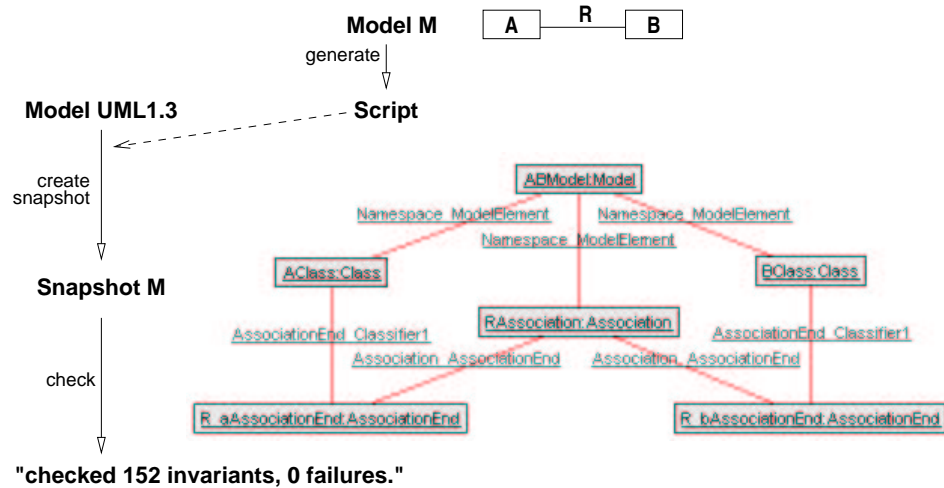 Model M
A
R
B
generate
Model UML1.3
Script
create
snapshot
ABModel:Model
Namespace_ModelElement
Namespace_ModelElement
Namespace_ModelElement
AClass:Class
BClass:Class
Snapshot M
RAssociation:Association
AssociationEnd_Classifier1
AssociationEnd_Classifier1
Association_AssociationEnd
Association_AssociationEnd
check
R_aAssociationEnd:AssociationEnd
R_bAssociationEnd:AssociationEnd
"checked 152 invariants, 0 failures."